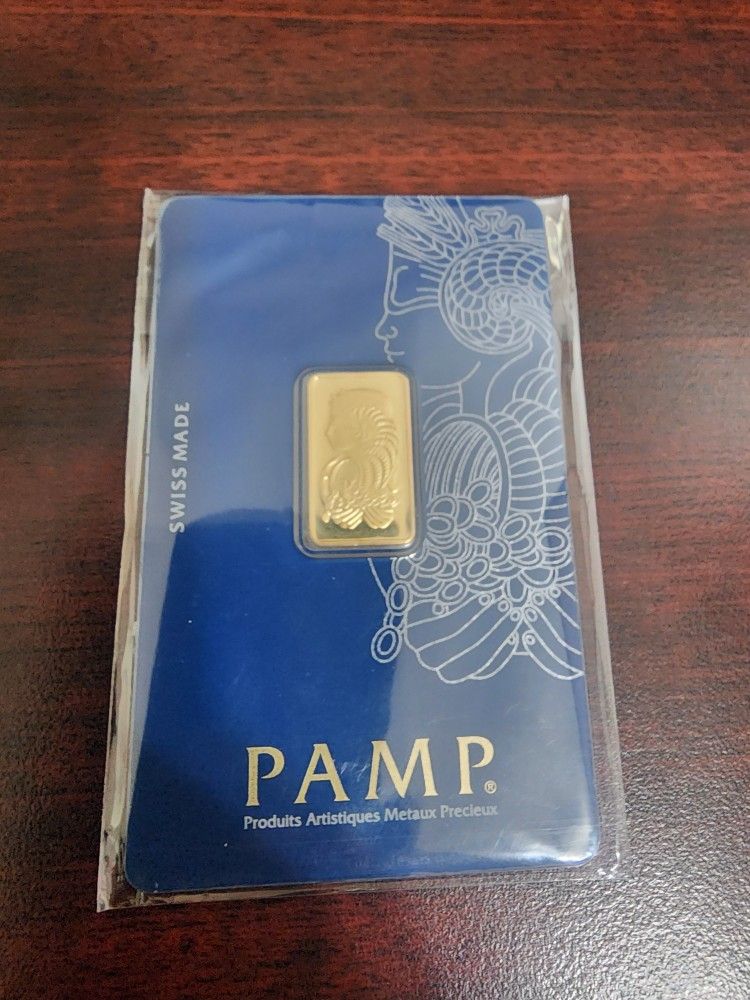 SWISS MADE
PAMP®
Produits Artistiques Metaux Precieux